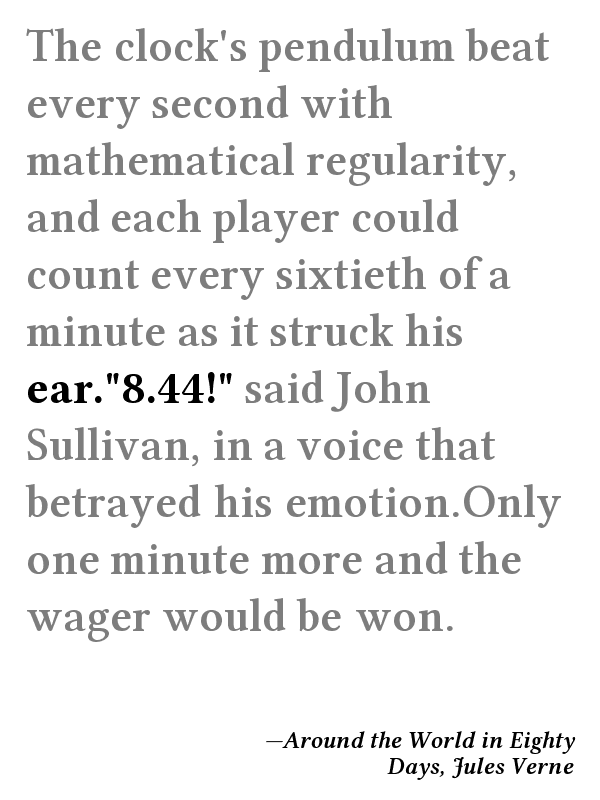 The clock's pendulum beat
every second with
mathematical regularity,
and each player could
count every sixtieth of a
minute as it struck his
ear."8.44!" said John
Sullivan, in a voice that
betrayed his emotion.Only
one minute more and the
wager would be won.
—Around the World in Eighty
Days, Jules Verne